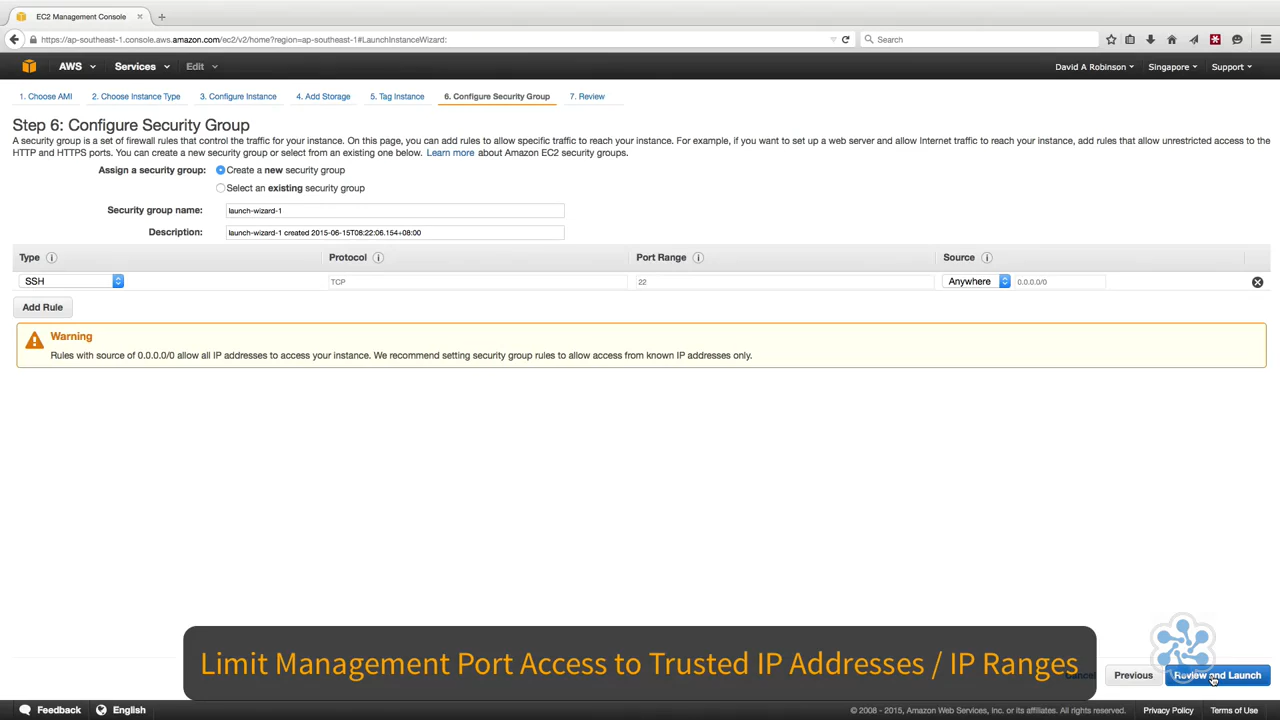 EC2 Management Console
https://ap-southeast-1.console.aws.amazon.com/ec2/v2/home?region=ap-southeast-1#LaunchInstanceWizard:
Search
AWS Services Edit David A Robinson Singapore Support
1. Choose AMI 2. Choose Instance Type 3. Configure Instance 4. Add Storage 5. Tag Instance 6. Configure Security Group 7. Review
Step 6: Configure Security Group
A security group is a set of firewall rules that control the traffic for your instance. On this page, you can add rules to allow specific traffic to reach your instance. For example, if you want to set up a web server and allow Internet traffic to reach your instance, add rules that allow unrestricted access to the
HTTP and HTTPS ports. You can create a new security group or select from an existing one below. Learn more about Amazon EC2 security groups.
Assign a security group: Create a new security group
Select an existing security group
Security group name: launch-wizard-1
Description: launch-wizard-1 created 2015-06-15T08:22:06.154+08:00
Type Protocol Port Range Source
SSH TCP 22 Anywhere 0.0.0.0/0
Add Rule
Warning
Rules with source of 0.0.0.0/0 allow all IP addresses to access your instance. We recommend setting security group rules to allow access from known IP addresses only.
Limit Management Port Access to Trusted IP Addresses / IP Ranges
Cancel Previous Review and Launch
Feedback English © 2008 - 2015, Amazon Web Services, Inc. or its affiliates. All rights reserved. Privacy Policy Terms of Use